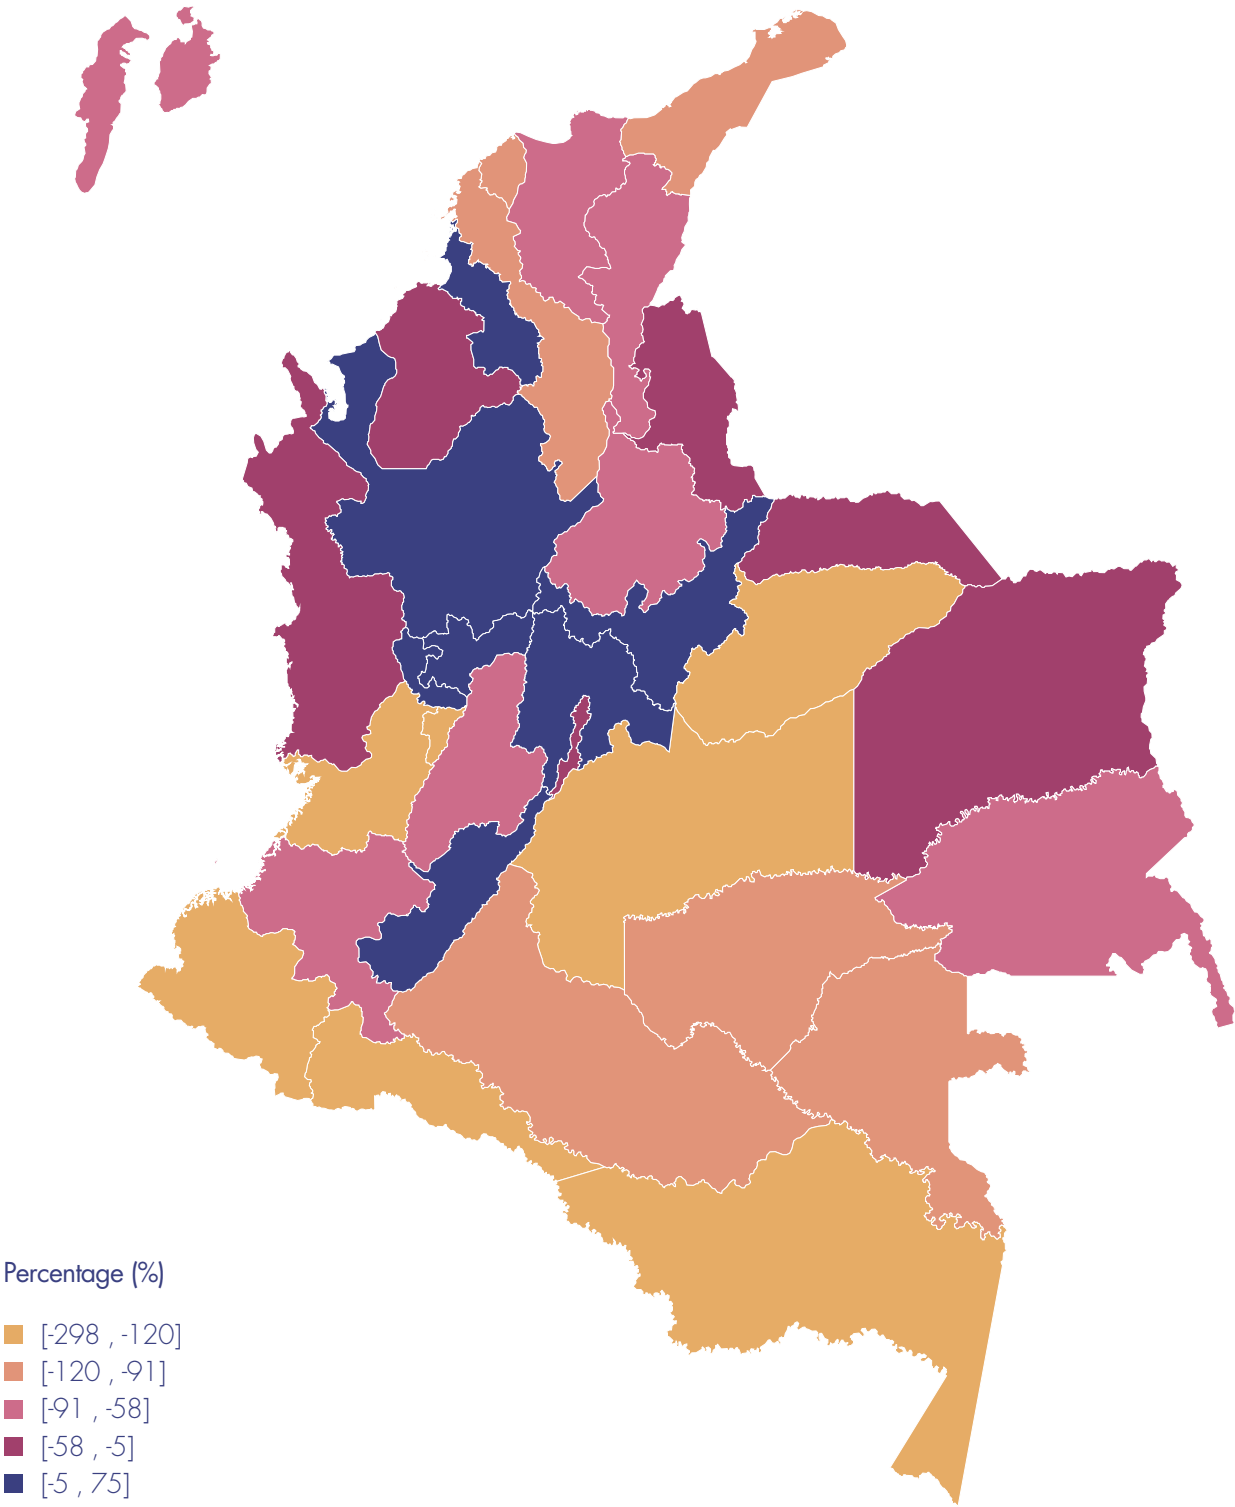 Percentage (%)
[-298 , -120]
[-120 , -91]
[-91 , -58]
[-58 , -5]
[-5 , 75]